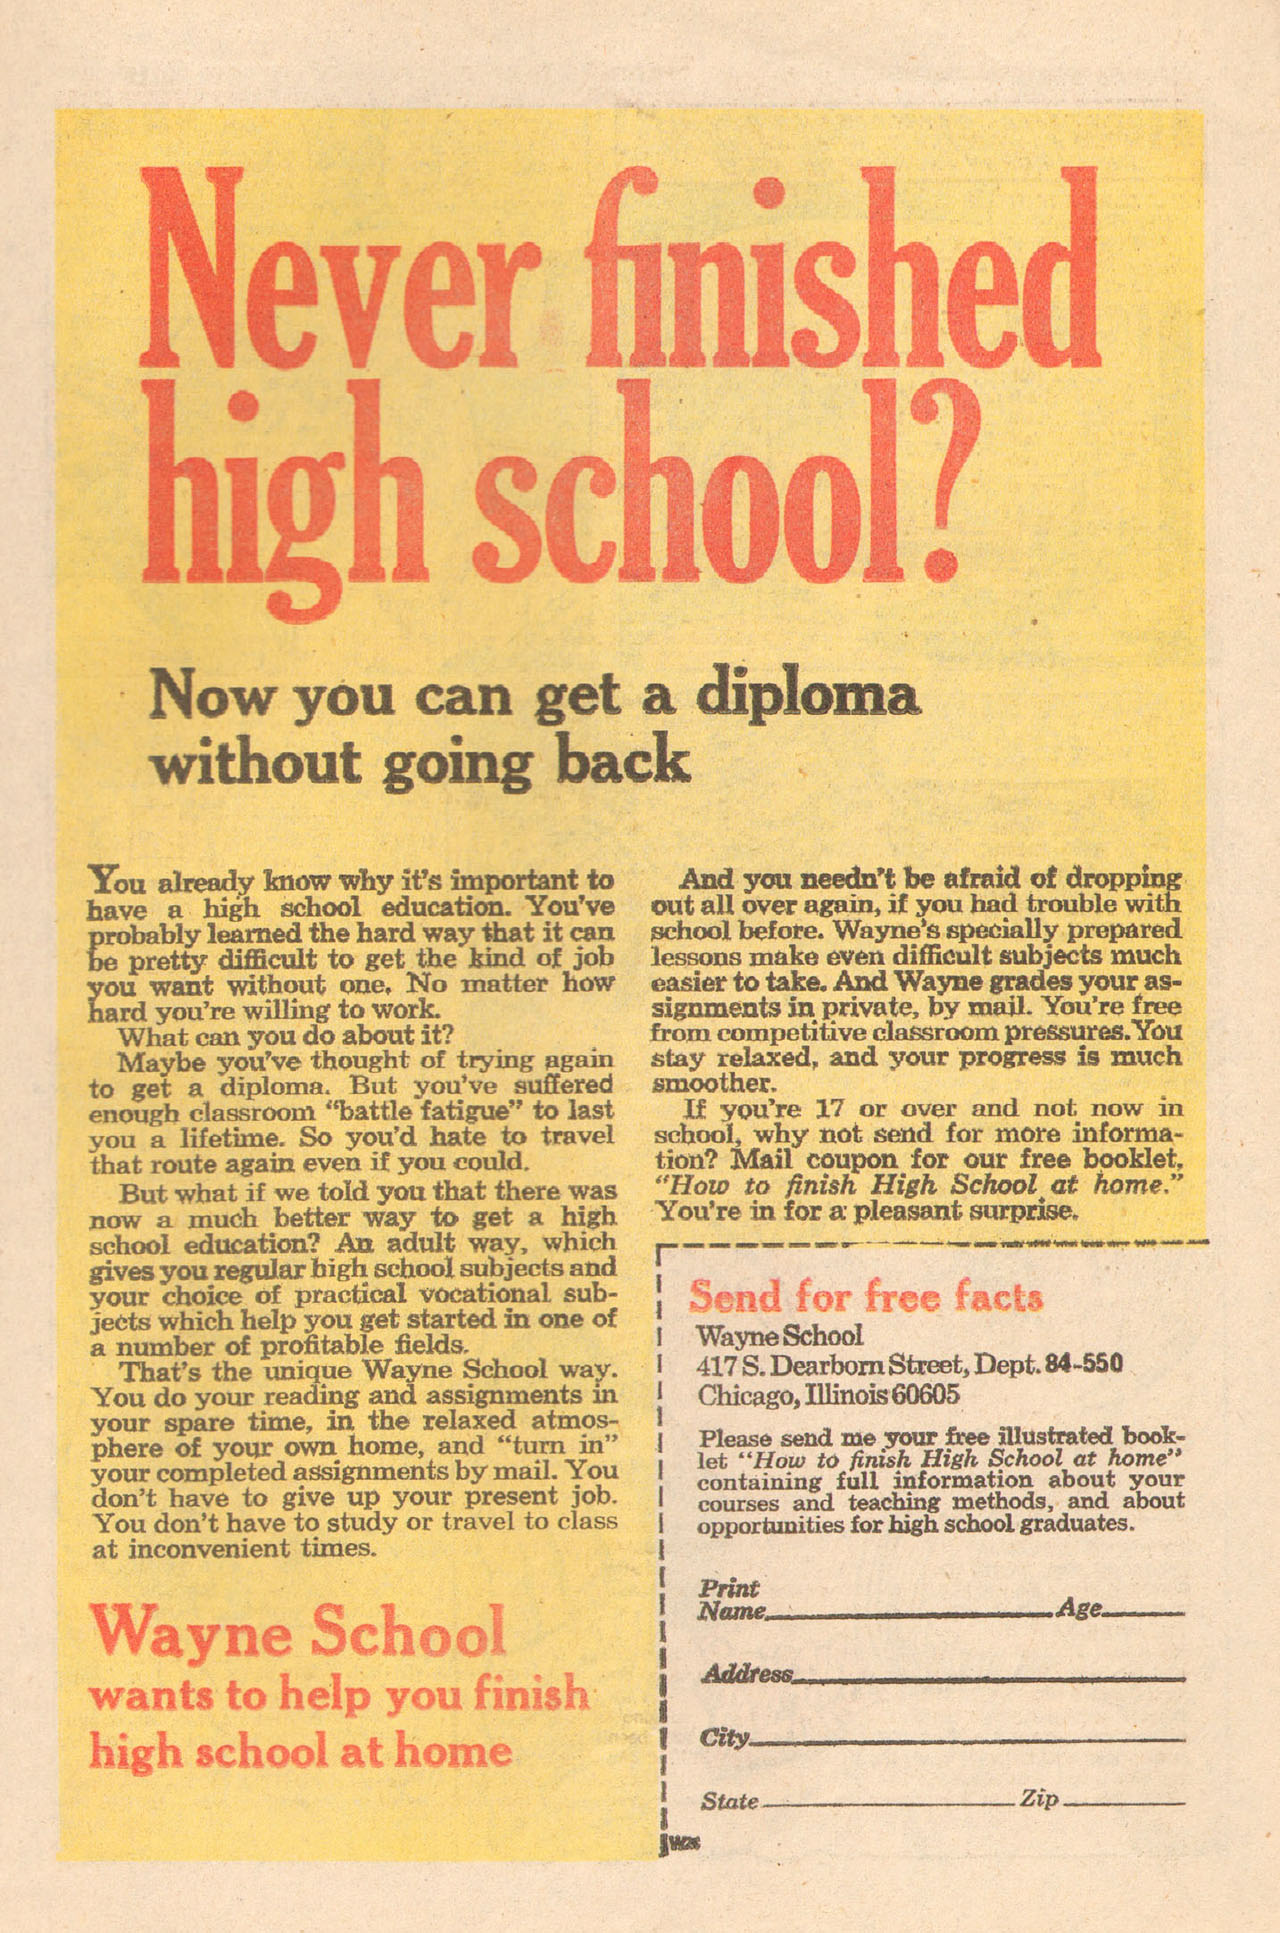 Never finished
high school?
Now you can get a diploma
without going back
You already know why it's important to
have a high school education. You've
probably learned the hard way that it can
be pretty difficult to get the kind of job
you want without one. No matter how
hard you're willing to work.
What can you do about it?
Maybe you've thought of trying again
to get a diploma. But you've suffered
enough classroom "battle fatigue" to last
you a lifetime. So you'd hate to travel
that route again even if you could.
But what if we told you that there was
now a much better way to get a high
school education? An adult way, which
gives you regular high school subjects and
your choice of practical vocational sub-
jects which help you get started in one of
a number of profitable fields.
That's the unique Wayne School way.
You do your reading and assignments in
your spare time, in the relaxed atmos-
phere of your own home, and "turn in"
your completed assignments by mail. You
don't have to give up your present job.
You don't have to study or travel to class
at inconvenient times.
Wayne School
wants to help you finish
high school at home
And you needn't be afraid of dropping
out all over again, if you had trouble with
school before. Wayne's specially prepared
lessons make even difficult subjects much
easier to take. And Wayne grades your as-
signments in private, by mail. You're free
from competitive classroom pressures. You
stay relaxed, and your progress is much
smoother.
If you're 17 or over and not now in
school, why not send for more informa-
tion? Mail coupon for our free booklet,
"How to finish High School at home."
You're in for a pleasant surprise.
Send for free facts
Wayne School
417 S. Dearborn Street, Dept. 84-550
Chicago, Illinois 60605
Please send me your free illustrated book-
let "How to finish High School at home"
containing full information about your
courses and teaching methods, and about
opportunities for high school graduates.
Print
Name Age
Address
City
State Zip